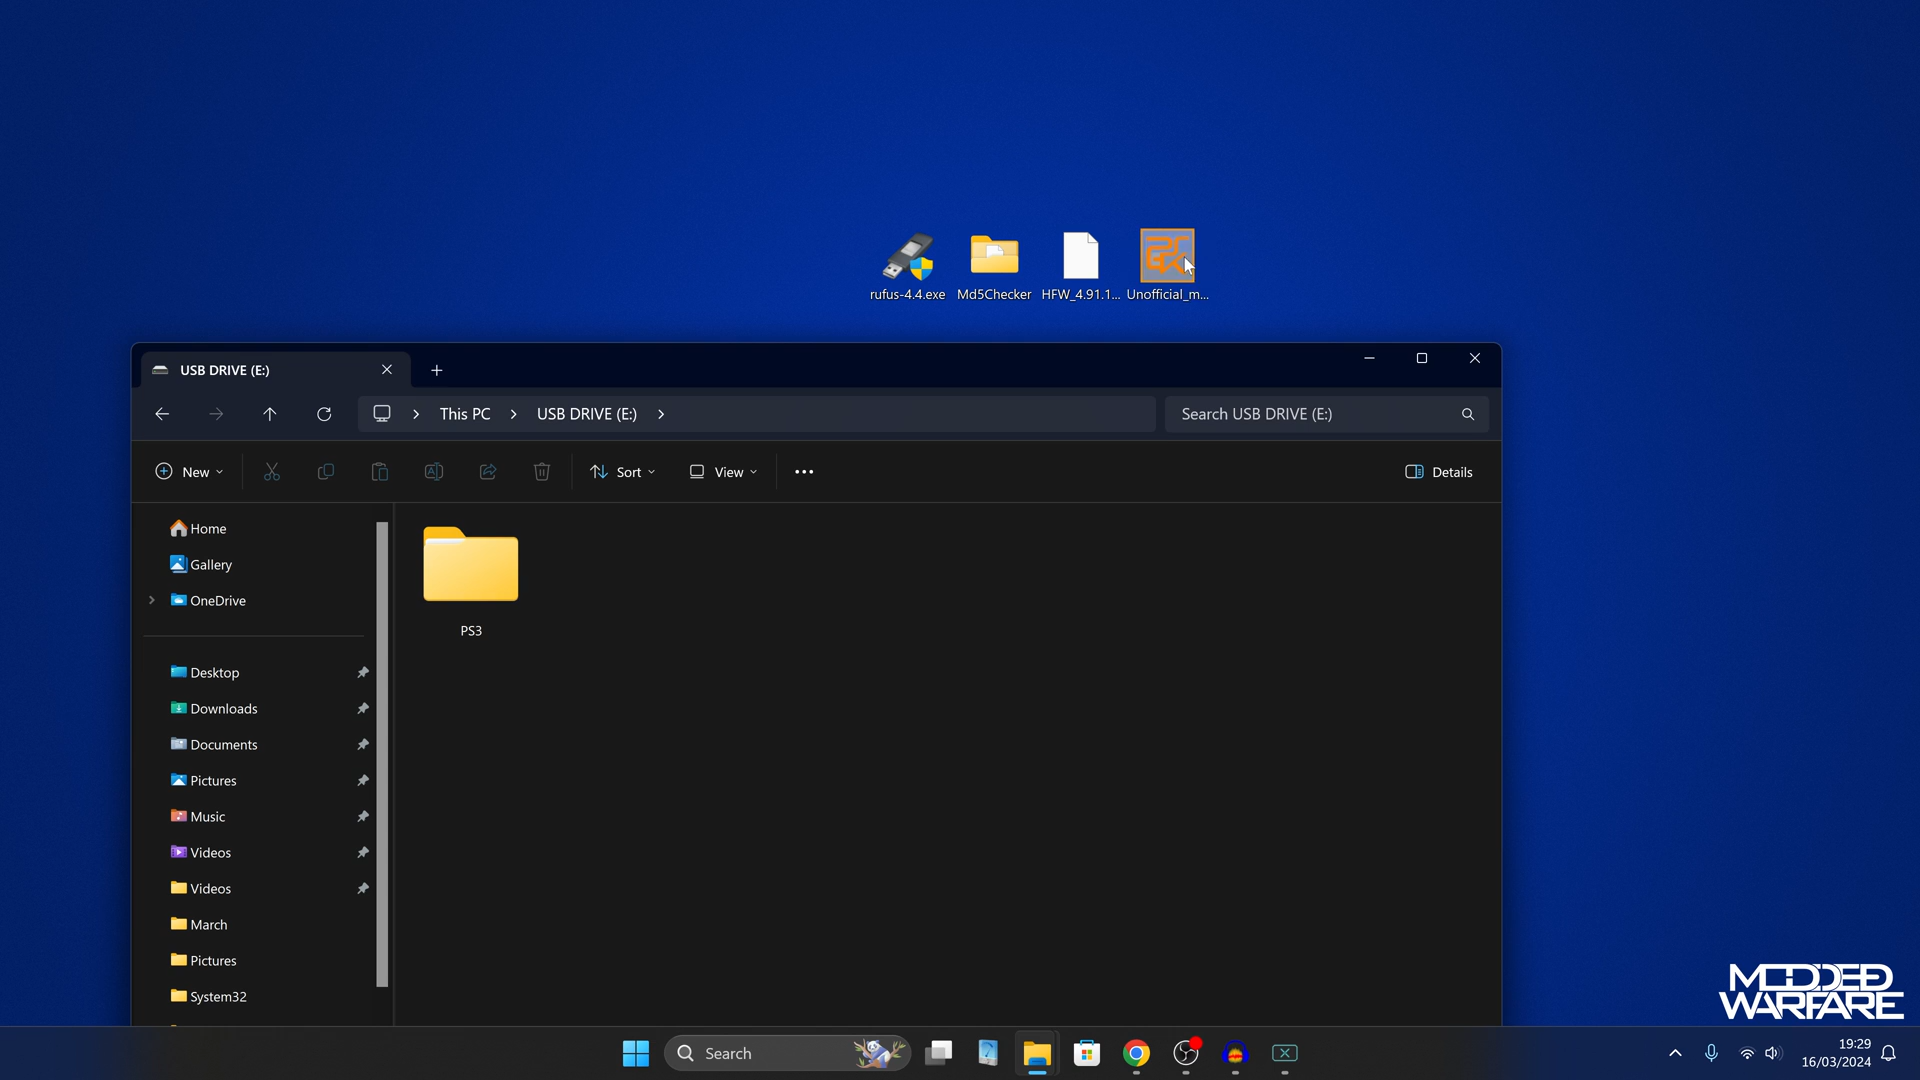 rufus-4.4.exe
Md5Checker
HFW_4.91.1...
Unofficial_m...
USB DRIVE (E:)
This PC
USB DRIVE (E:)
Search USB DRIVE (E:)
New
Sort
View
Details
Home
Gallery
OneDrive
Desktop
Downloads
Documents
Pictures
Music
Videos
Videos
March
Pictures
System32
PS3
MODDED
WARFARE
Search
19:29
16/03/2024